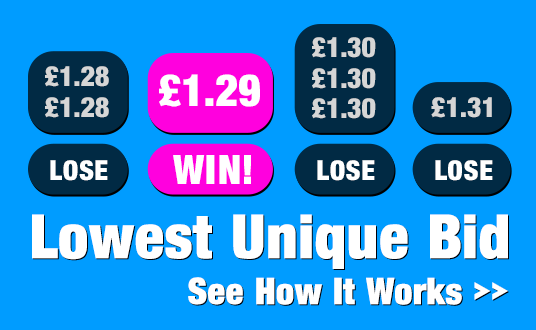 £1.28
£1.28
LOSE
£1.29
WIN!
£1.30
£1.30
£1.30
LOSE
£1.31
LOSE
Lowest Unique Bid
See How It Works >>